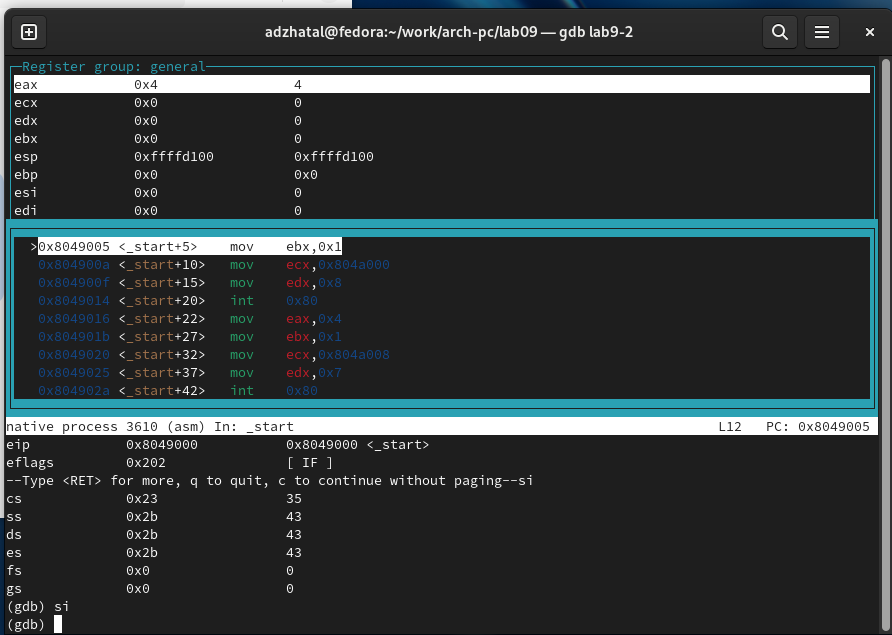 adzhatal@fedora:~/work/arch-pc/lab09 — gdb lab9-2
Register group: general
eax 0x4 4
ecx 0x0 0
edx 0x0 0
ebx 0x0 0
esp 0xffffd100 0xffffd100
ebp 0x0 0x0
esi 0x0 0
edi 0x0 0
>0x8049005 <_start+5> mov ebx,0x1
0x804900a <_start+10> mov ecx,0x804a000
0x804900f <_start+15> mov edx,0x8
0x8049014 <_start+20> int 0x80
0x8049016 <_start+22> mov eax,0x4
0x804901b <_start+27> mov ebx,0x1
0x8049020 <_start+32> mov ecx,0x804a008
0x8049025 <_start+37> mov edx,0x7
0x804902a <_start+42> int 0x80
native process 3610 (asm) In: _start L12 PC: 0x8049005
eip 0x8049000 0x8049000 <_start>
eflags 0x202 [ IF ]
--Type <RET> for more, q to quit, c to continue without paging--si
cs 0x23 35
ss 0x2b 43
ds 0x2b 43
es 0x2b 43
fs 0x0 0
gs 0x0 0
(gdb) si
(gdb)